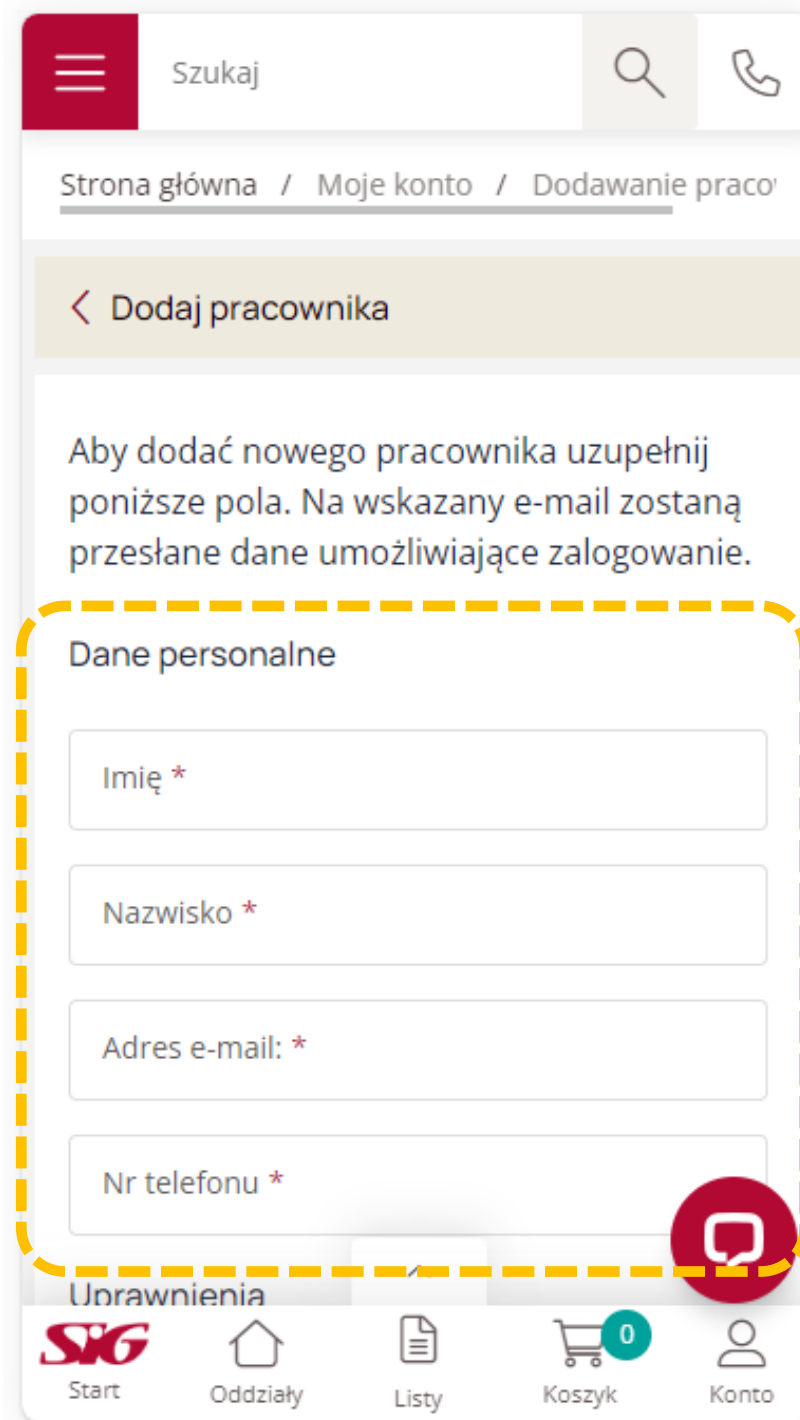 Szukaj
Strona główna / Moje konto / Dodawanie praco
Dodaj pracownika
Aby dodać nowego pracownika uzupełnij
poniższe pola. Na wskazany e-mail zostaną
przesłane dane umożliwiające zalogowanie.
Dane personalne
Imię *
Nazwisko *
Adres e-mail: *
Nr telefonu *
Uprawnienia
SIG
0
Start Oddziały Listy Koszyk Konto